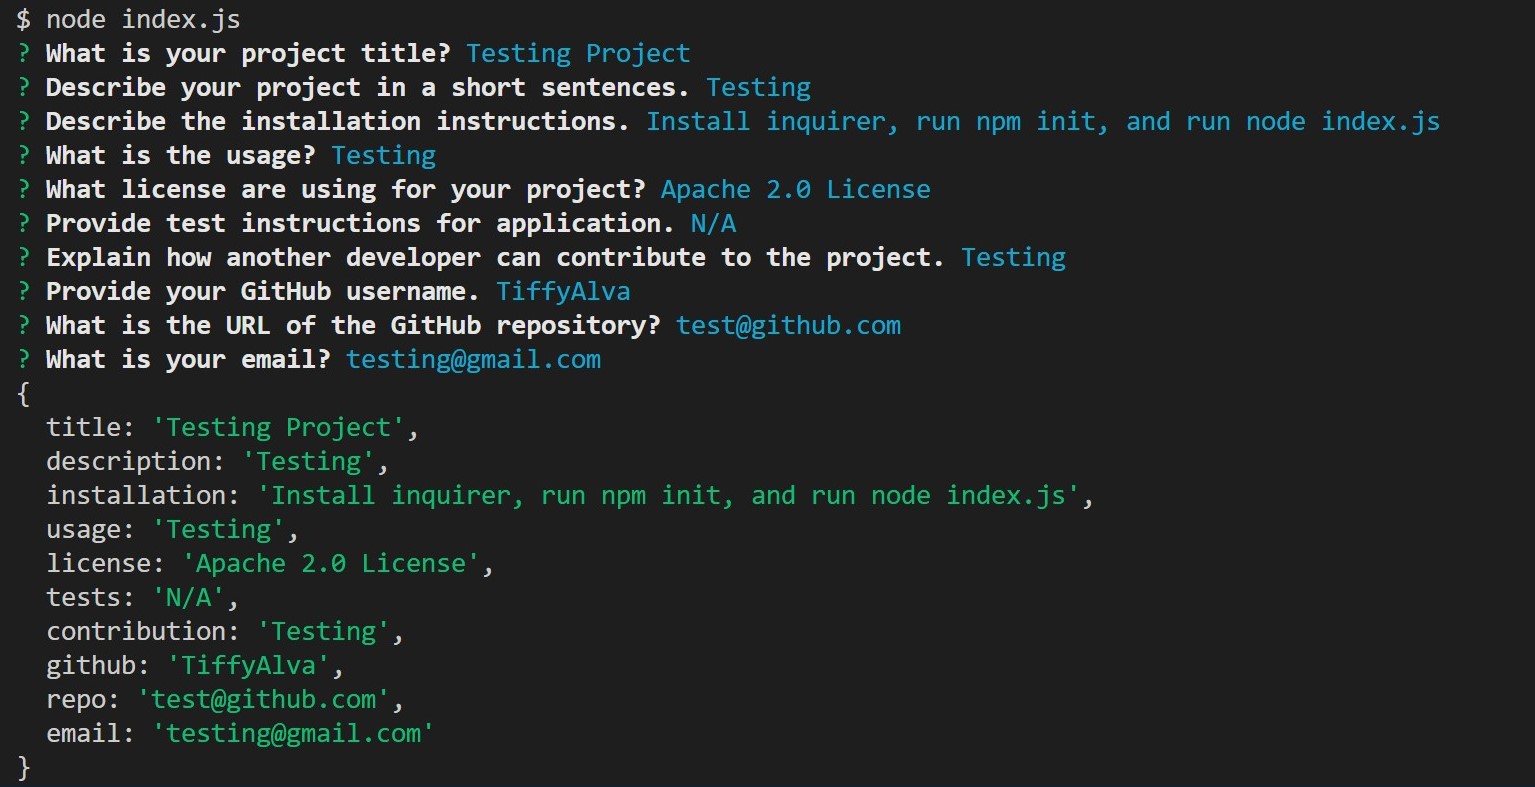 $ node index.js
? What is your project title? Testing Project
? Describe your project in a short sentences. Testing
? Describe the installation instructions. Install inquirer, run npm init, and run node index.js
? What is the usage? Testing
? What license are using for your project? Apache 2.0 License
? Provide test instructions for application. N/A
? Explain how another developer can contribute to the project. Testing
? Provide your GitHub username. TiffyAlva
? What is the URL of the GitHub repository? test@github.com
? What is your email? testing@gmail.com
{
  title: 'Testing Project',
  description: 'Testing',
  installation: 'Install inquirer, run npm init, and run node index.js',
  usage: 'Testing',
  license: 'Apache 2.0 License',
  tests: 'N/A',
  contribution: 'Testing',
  github: 'TiffyAlva',
  repo: 'test@github.com',
  email: 'testing@gmail.com'
}